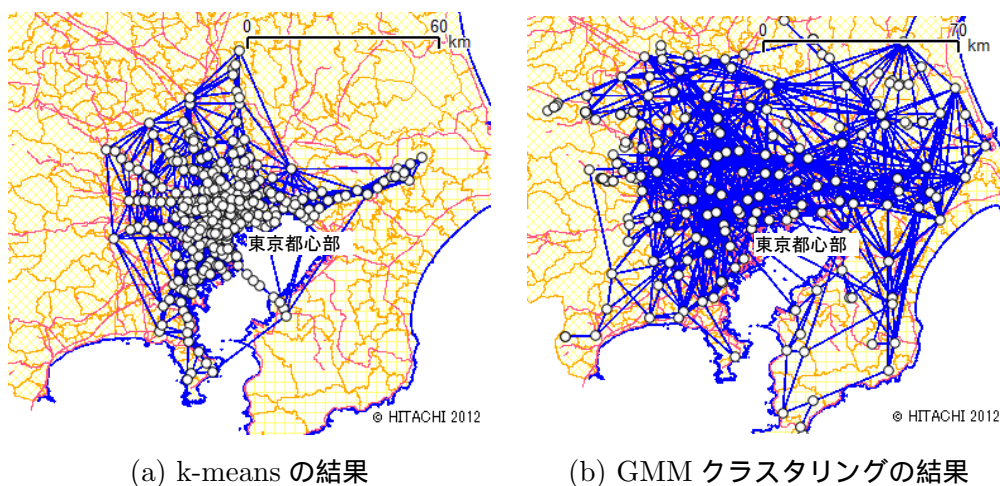 0
60
km
東京都心部
© HITACHI 2012
(a) k-means の結果
0
70
km
東京都心部
© HITACHI 2012
(b) GMM クラスタリングの結果